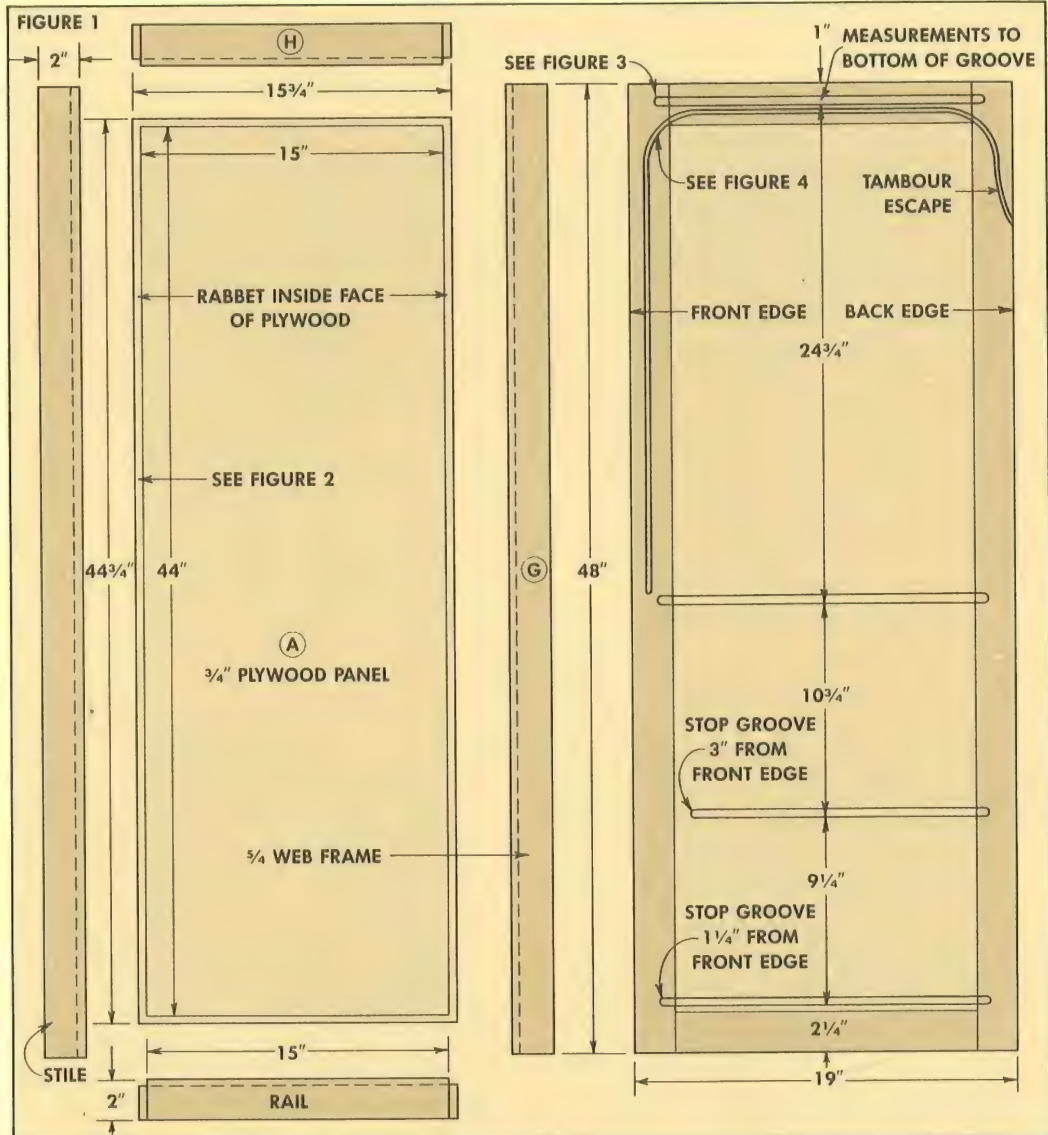 FIGURE 1
2"
H
15¾"
15"
RABBET INSIDE FACE
OF PLYWOOD
SEE FIGURE 2
44¾"
44"
A
¾" PLYWOOD PANEL
5/4 WEB FRAME
15"
STILE
2"
RAIL
SEE FIGURE 3
1"
MEASUREMENTS TO
BOTTOM OF GROOVE
SEE FIGURE 4
TAMBOUR
ESCAPE
FRONT EDGE
BACK EDGE
24¾"
G
48"
10¾"
STOP GROOVE
3" FROM
FRONT EDGE
9¼"
STOP GROOVE
1¼" FROM
FRONT EDGE
2¼"
19"